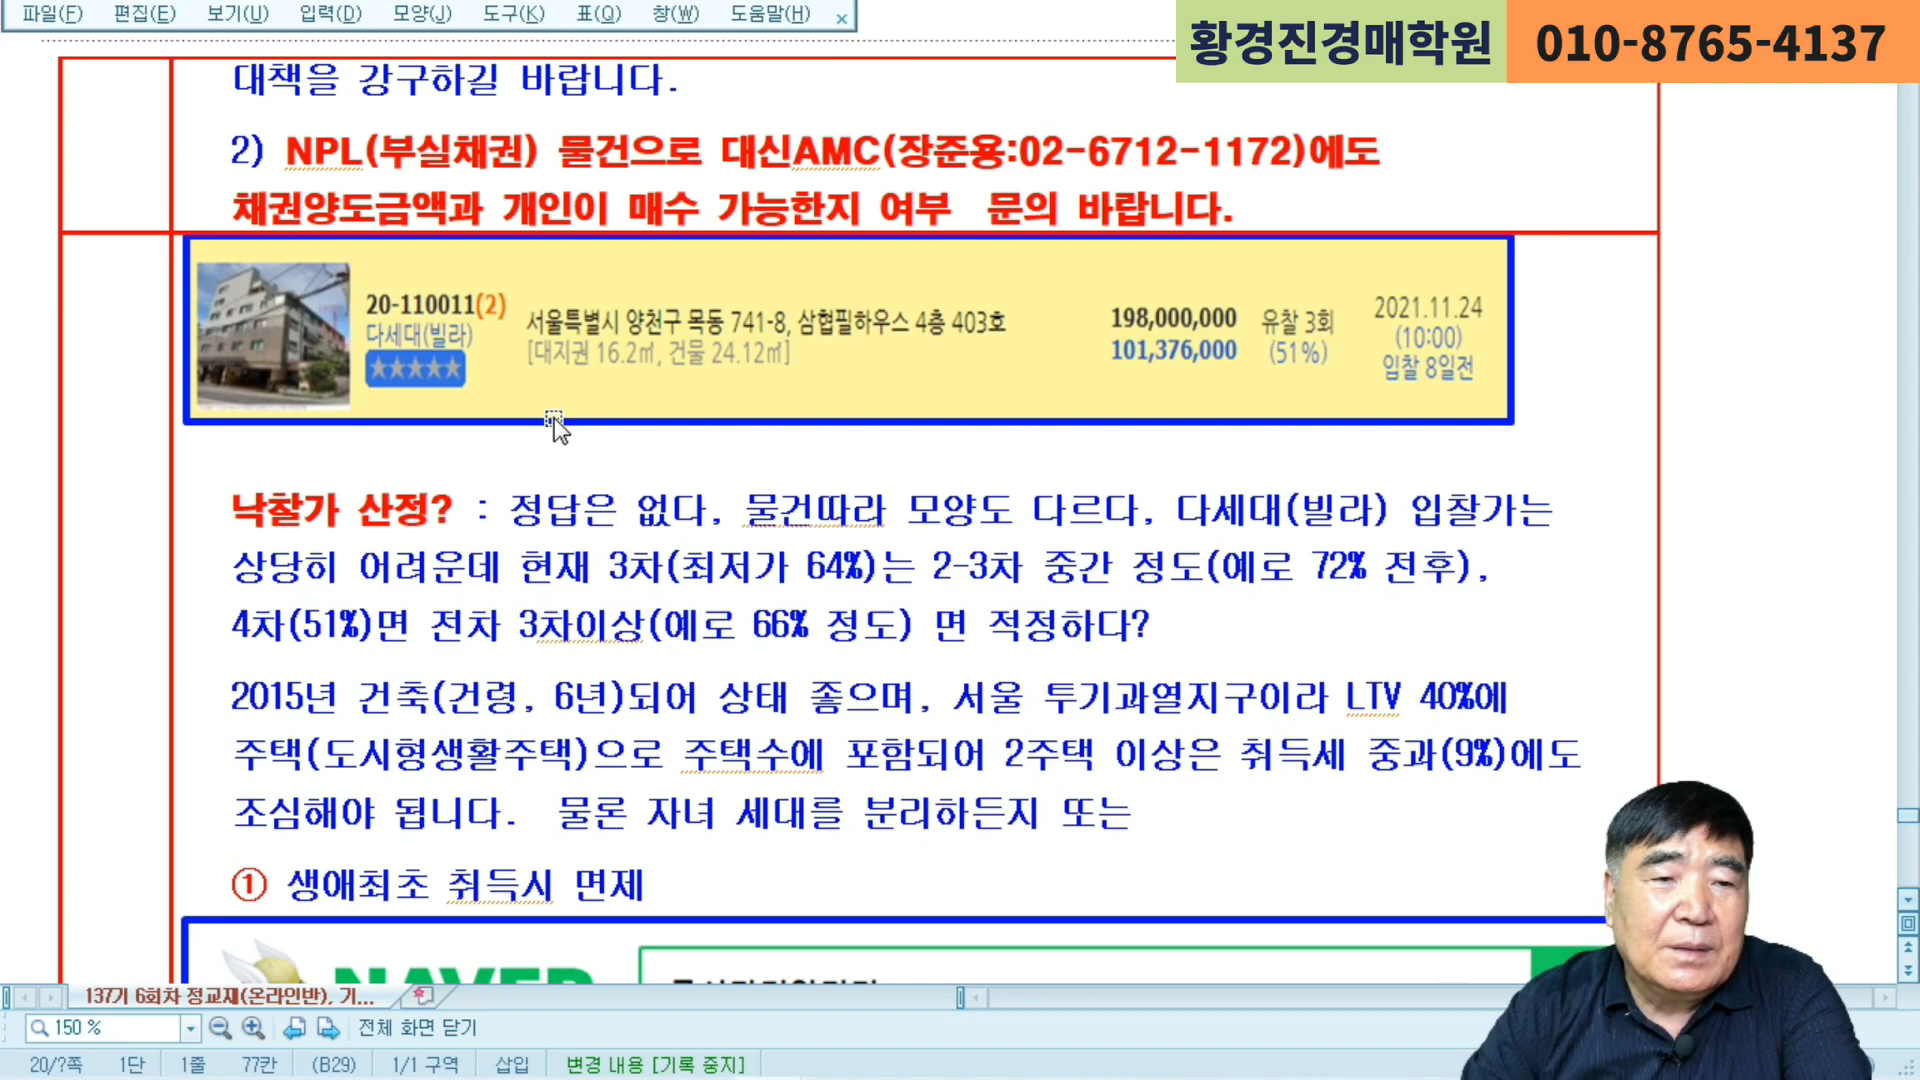 파일(F) 편집(E) 보기(U) 입력(D) 모양(J) 도구(K) 표(Q) 창(W) 도움말(H)
황경진경매학원 010-8765-4137
대책을 강구하길 바랍니다.
2) NPL(부실채권) 물건으로 대신AMC(장준용:02-6712-1172)에도
채권양도금액과 개인이 매수 가능한지 여부 문의 바랍니다.
20-110011(2)
다세대(빌라)
★★★★★
서울특별시 양천구 목동 741-8, 삼협필하우스 4층 403호
[대지권 16.2㎡, 건물 24.12㎡]
198,000,000
101,376,000
유찰 3회
(51%)
2021.11.24
(10:00)
입찰 8일전
낙찰가 산정? : 정답은 없다, 물건따라 모양도 다르다, 다세대(빌라) 입찰가는
상당히 어려운데 현재 3차(최저가 64%)는 2-3차 중간 정도(예로 72% 전후),
4차(51%)면 전차 3차이상(예로 66% 정도) 면 적정하다?
2015년 건축(건령, 6년)되어 상태 좋으며, 서울 투기과열지구이라 LTV 40%에
주택(도시형생활주택)으로 주택수에 포함되어 2주택 이상은 취득세 중과(9%)에도
조심해야 됩니다. 물론 자녀 세대를 분리하든지 또는
① 생애최초 취득시 면제
NAVER
137기 6회차 정교재(온라인반), 기...
150 % 전체 화면 닫기
20/?쪽 1단 1줄 77칸 (B29) 1/1 구역 삽입 변경 내용 [기록 중지]